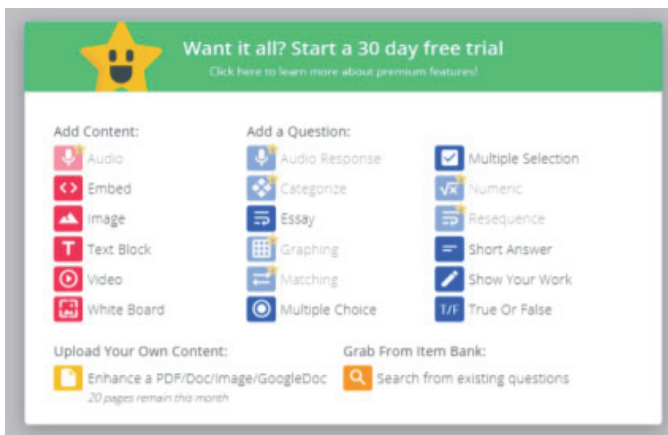 Want it all? Start a 30 day free trial
Click here to learn more about premium features!
Add Content:
Audio
Embed
Image
T Text Block
Video
White Board
Add a Question:
Audio Response
Categorize
Essay
Graphing
Matching
Multiple Choice
Multiple Selection
√x Numeric
Resequence
Short Answer
Show Your Work
T/F True Or False
Upload Your Own Content:
Enhance a PDF/Doc/Image/GoogleDoc
20 pages remain this month
Grab From Item Bank:
Search from existing questions